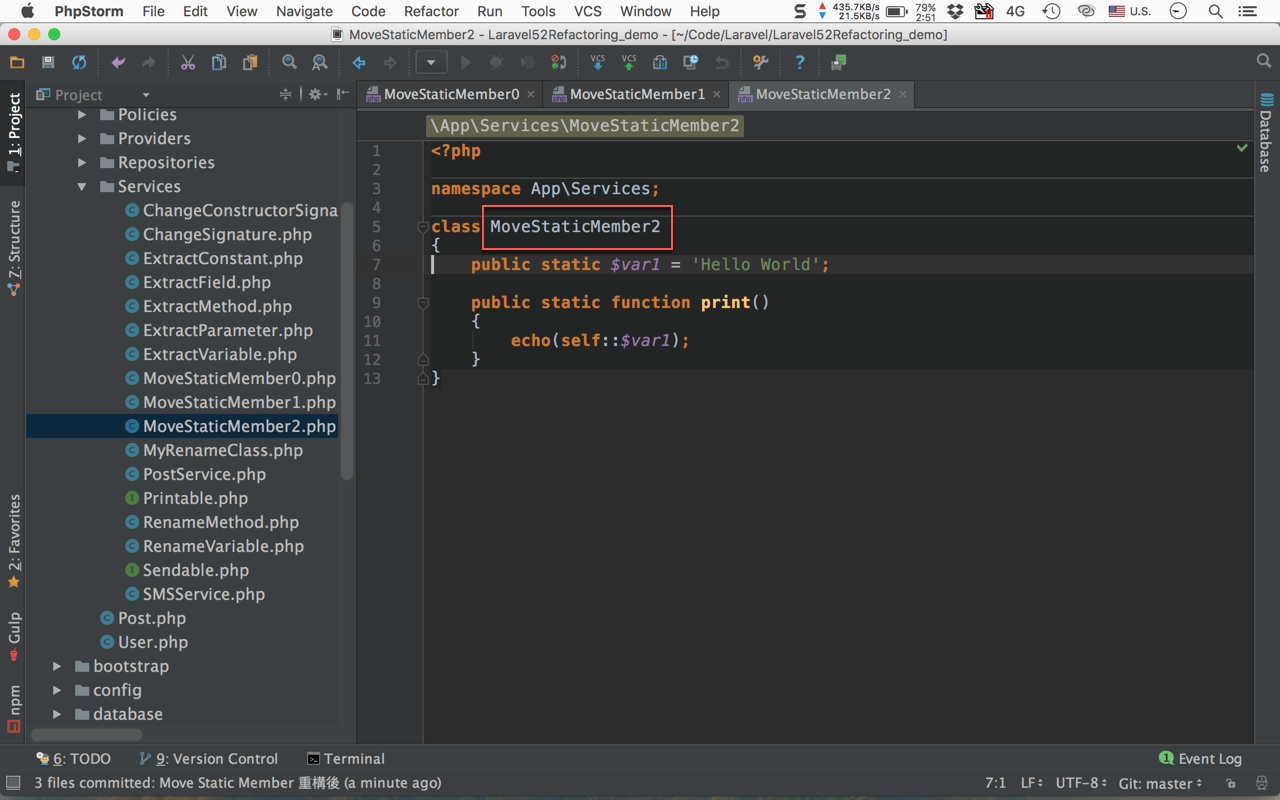 PhpStorm File Edit View Navigate Code Refactor Run Tools VCS Window Help 435.7KB/s 21.5KB/s 79% 2:51 4G U.S.
MoveStaticMember2 - Laravel52Refactoring_demo - [~/Code/Laravel/Laravel52Refactoring_demo]
VCS VCS ?
1: Project
7: Structure
2: Favorites
Gulp
npm
Project
Policies
Providers
Repositories
Services
ChangeConstructorSigna
ChangeSignature.php
ExtractConstant.php
ExtractField.php
ExtractMethod.php
ExtractParameter.php
ExtractVariable.php
MoveStaticMember0.php
MoveStaticMember1.php
MoveStaticMember2.php
MyRenameClass.php
PostService.php
Printable.php
RenameMethod.php
RenameVariable.php
Sendable.php
SMSService.php
Post.php
User.php
bootstrap
config
database
MoveStaticMember0 × MoveStaticMember1 × MoveStaticMember2 ×
\App\Services\MoveStaticMember2
1 <?php
2
3 namespace App\Services;
4
5 class MoveStaticMember2
6 {
7 public static $var1 = 'Hello World';
8
9 public static function print()
10 {
11 echo(self::$var1);
12 }
13 }
Database
6: TODO 9: Version Control Terminal 1 Event Log
3 files committed: Move Static Member 重構後 (a minute ago) 7:1 LF UTF-8 Git: master